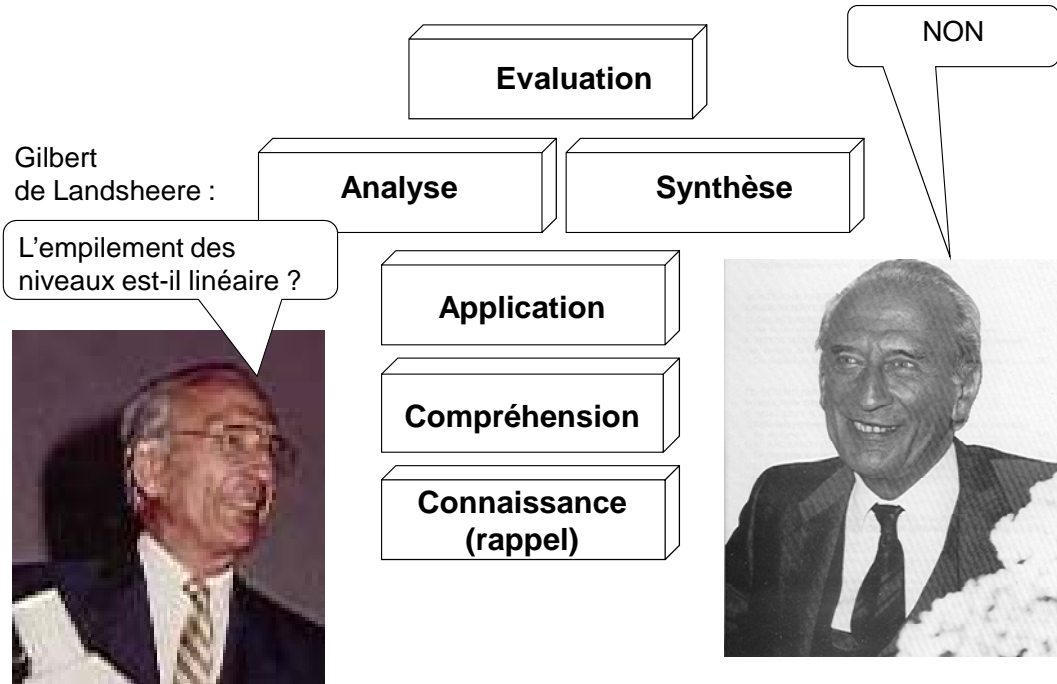 NON
Evaluation
Gilbert
de Landsheere :
Analyse
Synthèse
L'empilement des
niveaux est-il linéaire ?
Application
Compréhension
Connaissance
(rappel)